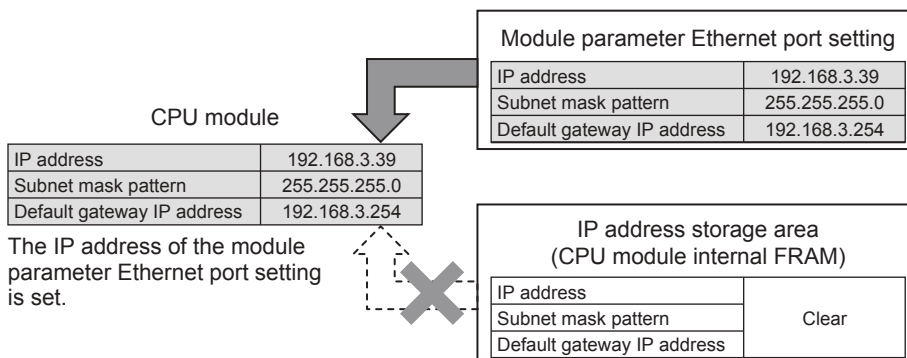 Module parameter Ethernet port setting
IP address 192.168.3.39
Subnet mask pattern 255.255.255.0
Default gateway IP address 192.168.3.254
CPU module
IP address 192.168.3.39
Subnet mask pattern 255.255.255.0
Default gateway IP address 192.168.3.254
The IP address of the module
parameter Ethernet port setting
is set.
IP address storage area
(CPU module internal FRAM)
IP address
Subnet mask pattern Clear
Default gateway IP address